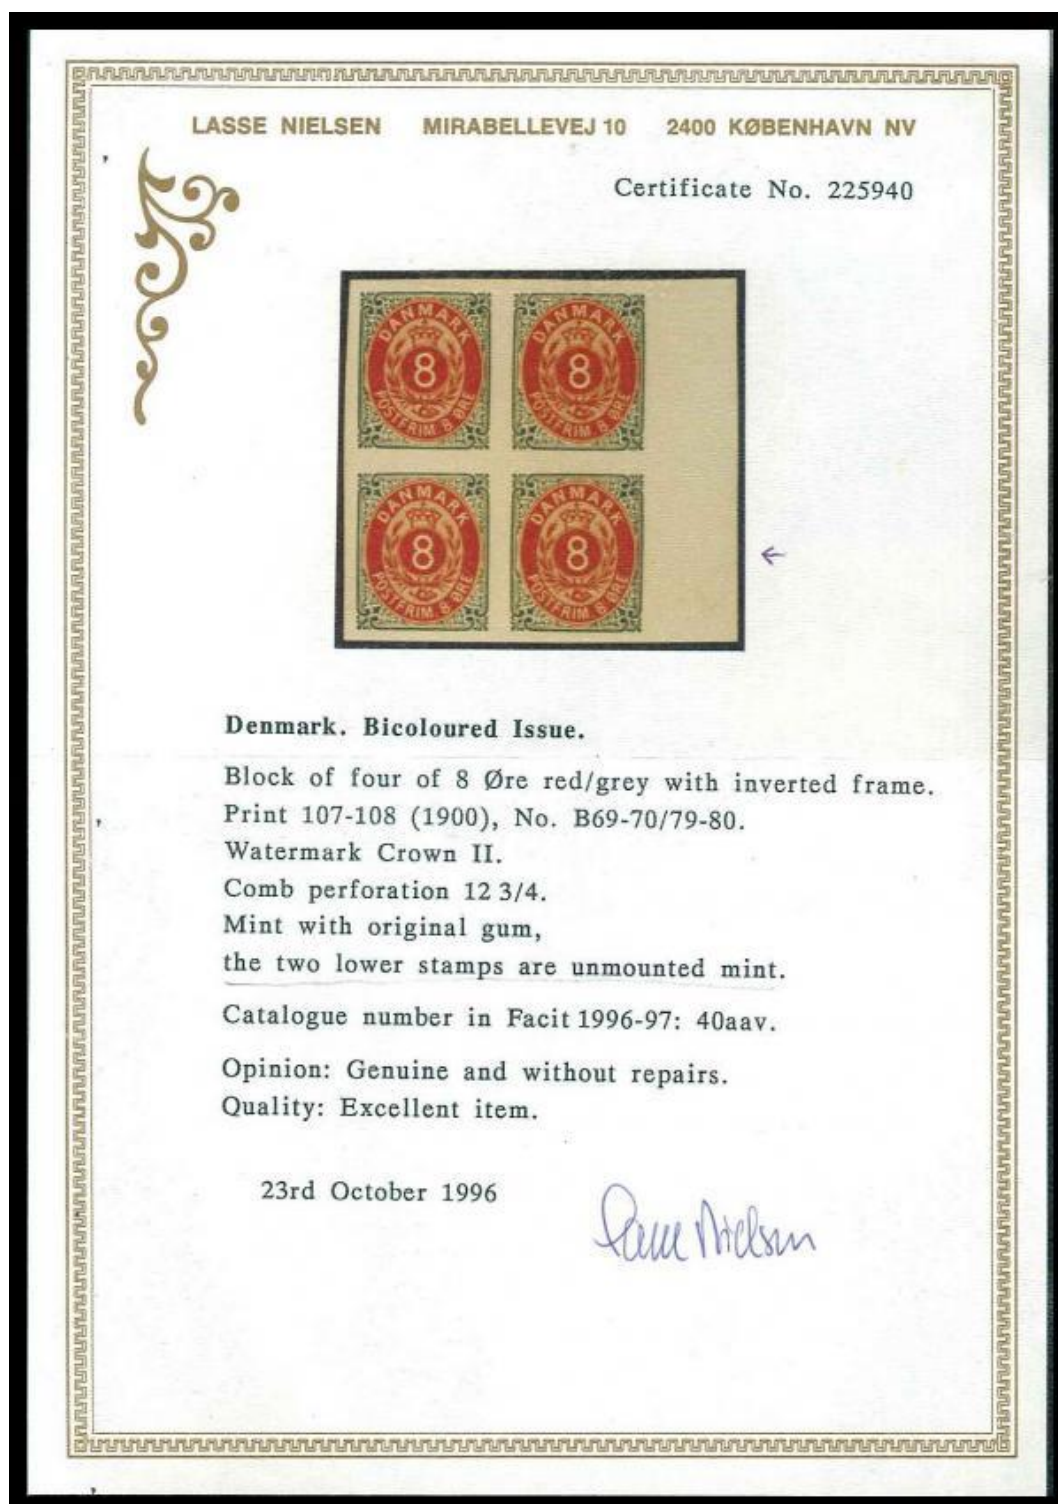 LASSE NIELSEN MIRABELLEVEJ 10 2400 KØBENHAVN NV
Certificate No. 225940
DANMARK DANMARK
8 8
POSTFRIM. 8 ØRE POSTFRIM. 8 ØRE
DANMARK DANMARK
8 8
POSTFRIM. 8 ØRE POSTFRIM. 8 ØRE
Denmark. Bicoloured Issue.
Block of four of 8 Øre red/grey with inverted frame.
Print 107-108 (1900), No. B69-70/79-80.
Watermark Crown II.
Comb perforation 12 3/4.
Mint with original gum,
the two lower stamps are unmounted mint.
Catalogue number in Facit 1996-97: 40aav.
Opinion: Genuine and without repairs.
Quality: Excellent item.
23rd October 1996
Lasse Nielsen